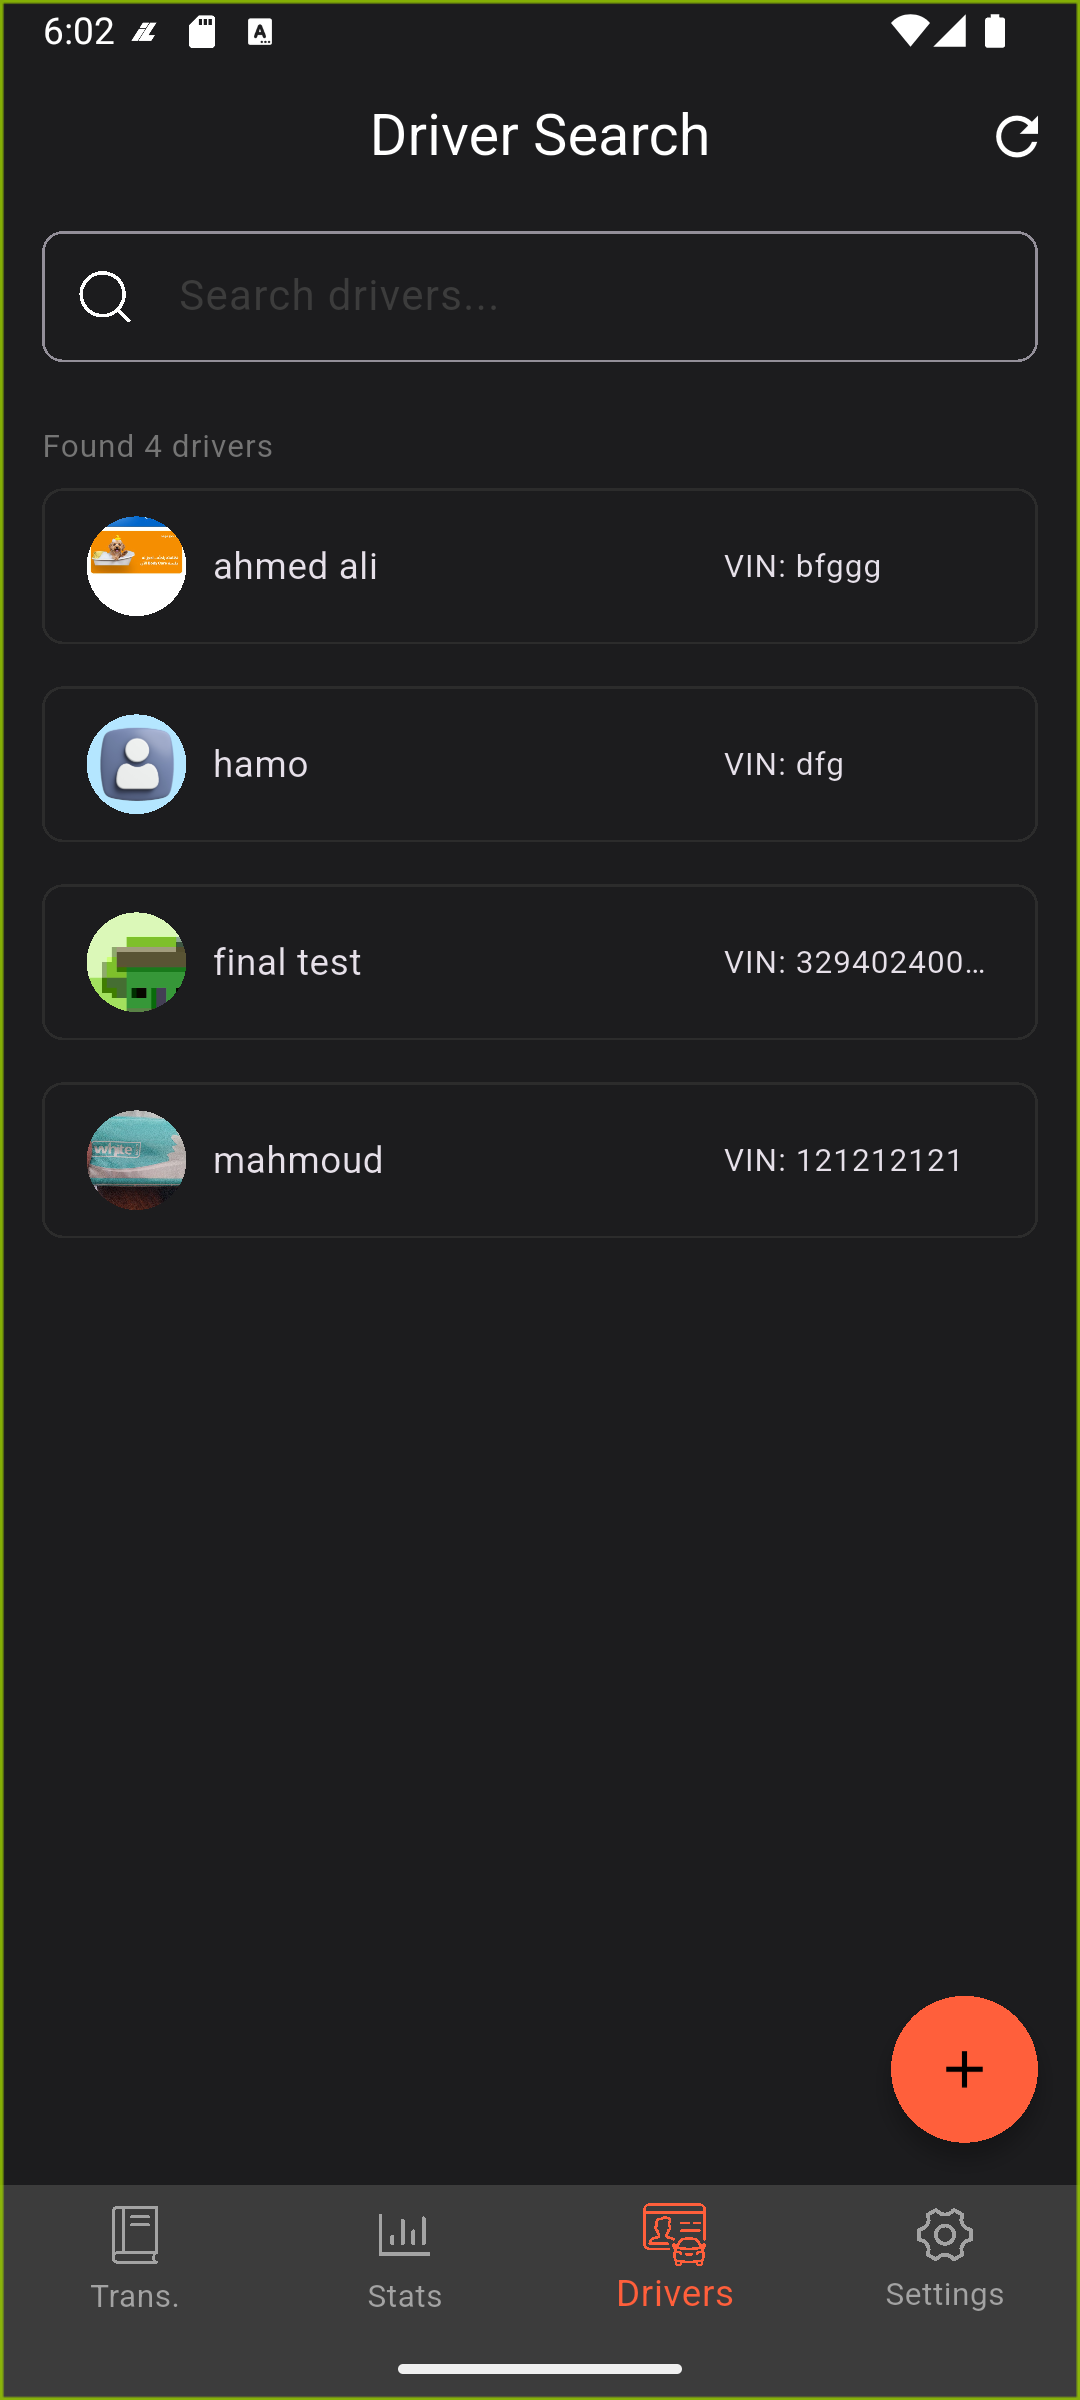 6:02
Driver Search
Search drivers...
Found 4 drivers
ahmed ali VIN: bfggg
hamo VIN: dfg
final test VIN: 329402400...
white
mahmoud VIN: 121212121
Trans. Stats Drivers Settings